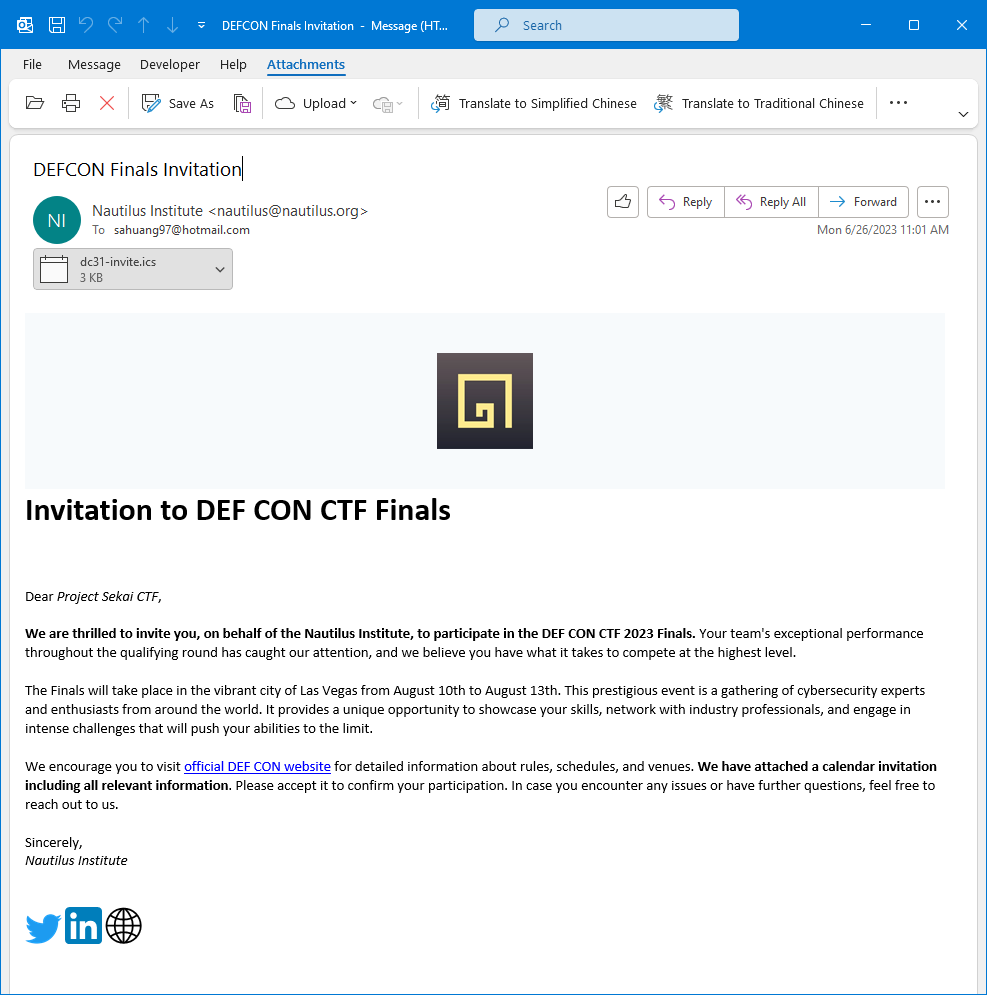 DEFCON Finals Invitation - Message (HT...
Search
File Message Developer Help Attachments
Save As Upload 简 Translate to Simplified Chinese 繁 Translate to Traditional Chinese ...
DEFCON Finals Invitation
NI
Nautilus Institute <nautilus@nautilus.org>
Reply Reply All Forward ...
To sahuang97@hotmail.com
Mon 6/26/2023 11:01 AM
dc31-invite.ics
3 KB
Invitation to DEF CON CTF Finals
Dear Project Sekai CTF,
We are thrilled to invite you, on behalf of the Nautilus Institute, to participate in the DEF CON CTF 2023 Finals. Your team's exceptional performance
throughout the qualifying round has caught our attention, and we believe you have what it takes to compete at the highest level.
The Finals will take place in the vibrant city of Las Vegas from August 10th to August 13th. This prestigious event is a gathering of cybersecurity experts
and enthusiasts from around the world. It provides a unique opportunity to showcase your skills, network with industry professionals, and engage in
intense challenges that will push your abilities to the limit.
We encourage you to visit official DEF CON website for detailed information about rules, schedules, and venues. We have attached a calendar invitation
including all relevant information. Please accept it to confirm your participation. In case you encounter any issues or have further questions, feel free to
reach out to us.
Sincerely,
Nautilus Institute
in